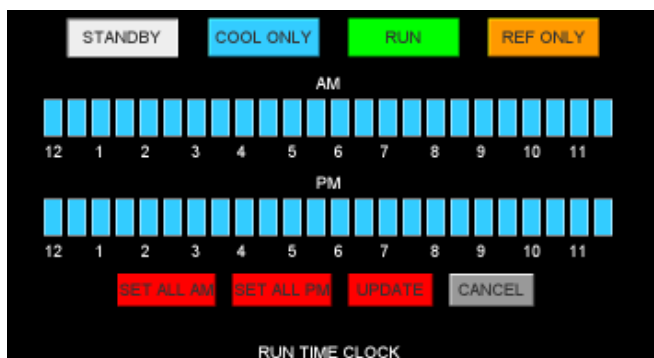 STANDBY COOL ONLY RUN REF ONLY
AM
12 1 2 3 4 5 6 7 8 9 10 11
PM
12 1 2 3 4 5 6 7 8 9 10 11
SET ALL AM SET ALL PM UPDATE CANCEL
RUN TIME CLOCK